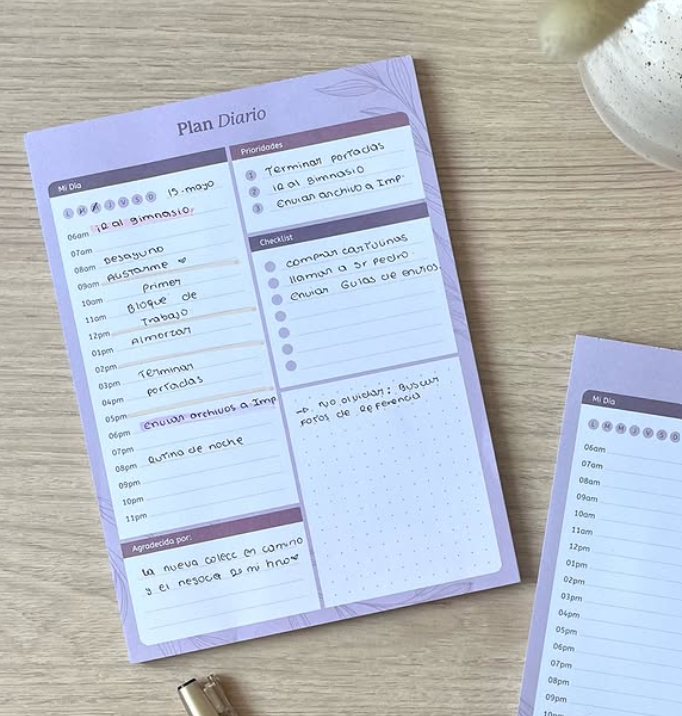 Plan Diario
Mi Día
L M M J V S D 15-mayo
06am ir al gimnasio
07am
08am Desayuno
09am Alistarme
10am Primer
11am Bloque de
12pm Trabajo
01pm Almorzar
02pm
03pm Terminar
04pm portadas
05pm
06pm enviar archivos a Imp
07pm
08pm Rutina de noche
09pm
10pm
11pm
Agradecida por:
La nueva colecc en camino
y el negocio de mi hno
Prioridades
1 Terminar portadas
2 ir al gimnasio
3 enviar archivo a Imp.
Checklist
comprar cartulinas
llamar a Sr Pedro
enviar Guías de envios.
→ No olvidar: Buscar
Fotos de Referencia
Mi Día
L M M J V S D
06am
07am
08am
09am
10am
11am
12pm
01pm
02pm
03pm
04pm
05pm
06pm
07pm
08pm
09pm
10pm